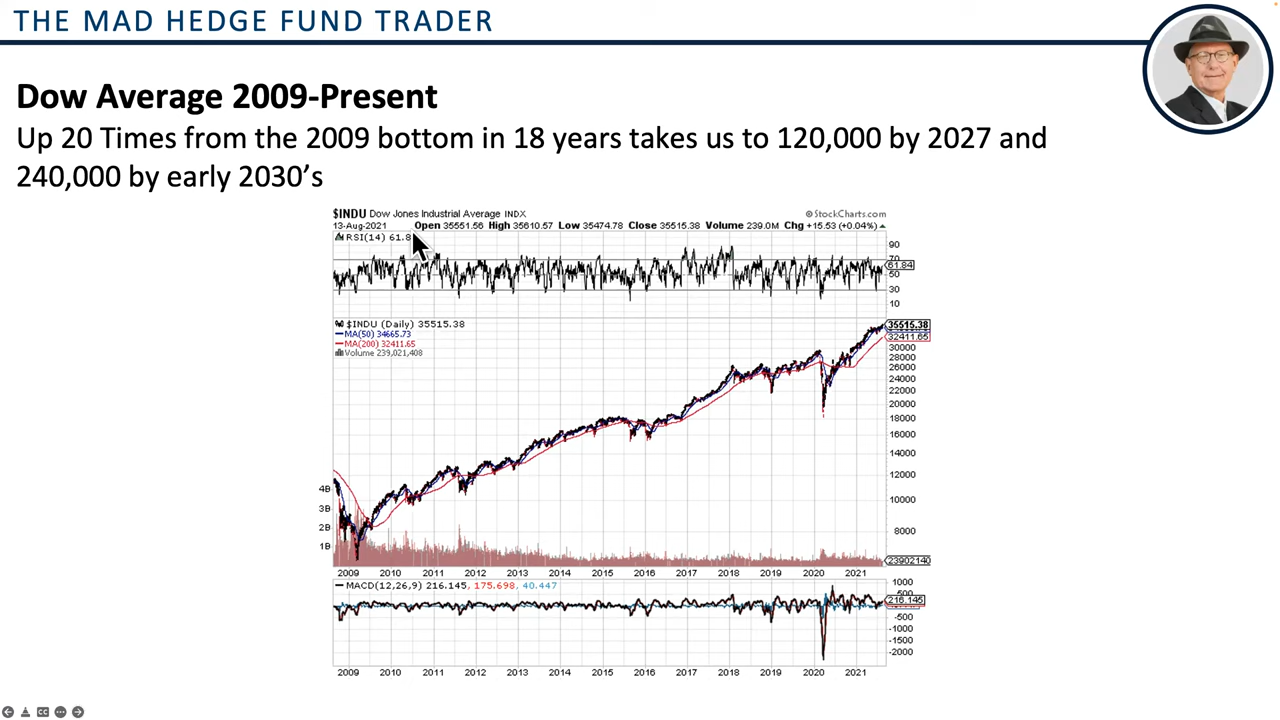 THE MAD HEDGE FUND TRADER
Dow Average 2009-Present
Up 20 Times from the 2009 bottom in 18 years takes us to 120,000 by 2027 and
240,000 by early 2030’s
$INDU Dow Jones Industrial Average INDX
© StockCharts.com
13-Aug-2021 Open 35551.56 High 35610.57 Low 35474.78 Close 35515.38 Volume 239.0M Chg +15.53 (+0.04%)
RSI(14) 61.8
90
70
61.84
50
30
10
$INDU (Daily) 35515.38
MA(50) 34665.73
MA(200) 32411.65
Volume 239,021,408
35515.38
32411.65
30000
28000
26000
24000
22000
20000
18000
16000
14000
12000
10000
8000
4B
3B
2B
1B
23902140
2009 2010 2011 2012 2013 2014 2015 2016 2017 2018 2019 2020 2021
MACD(12,26,9) 216.145, 175.698, 40.447
1000
500
216.145
-500
-1000
-1500
-2000
2009 2010 2011 2012 2013 2014 2015 2016 2017 2018 2019 2020 2021
CC